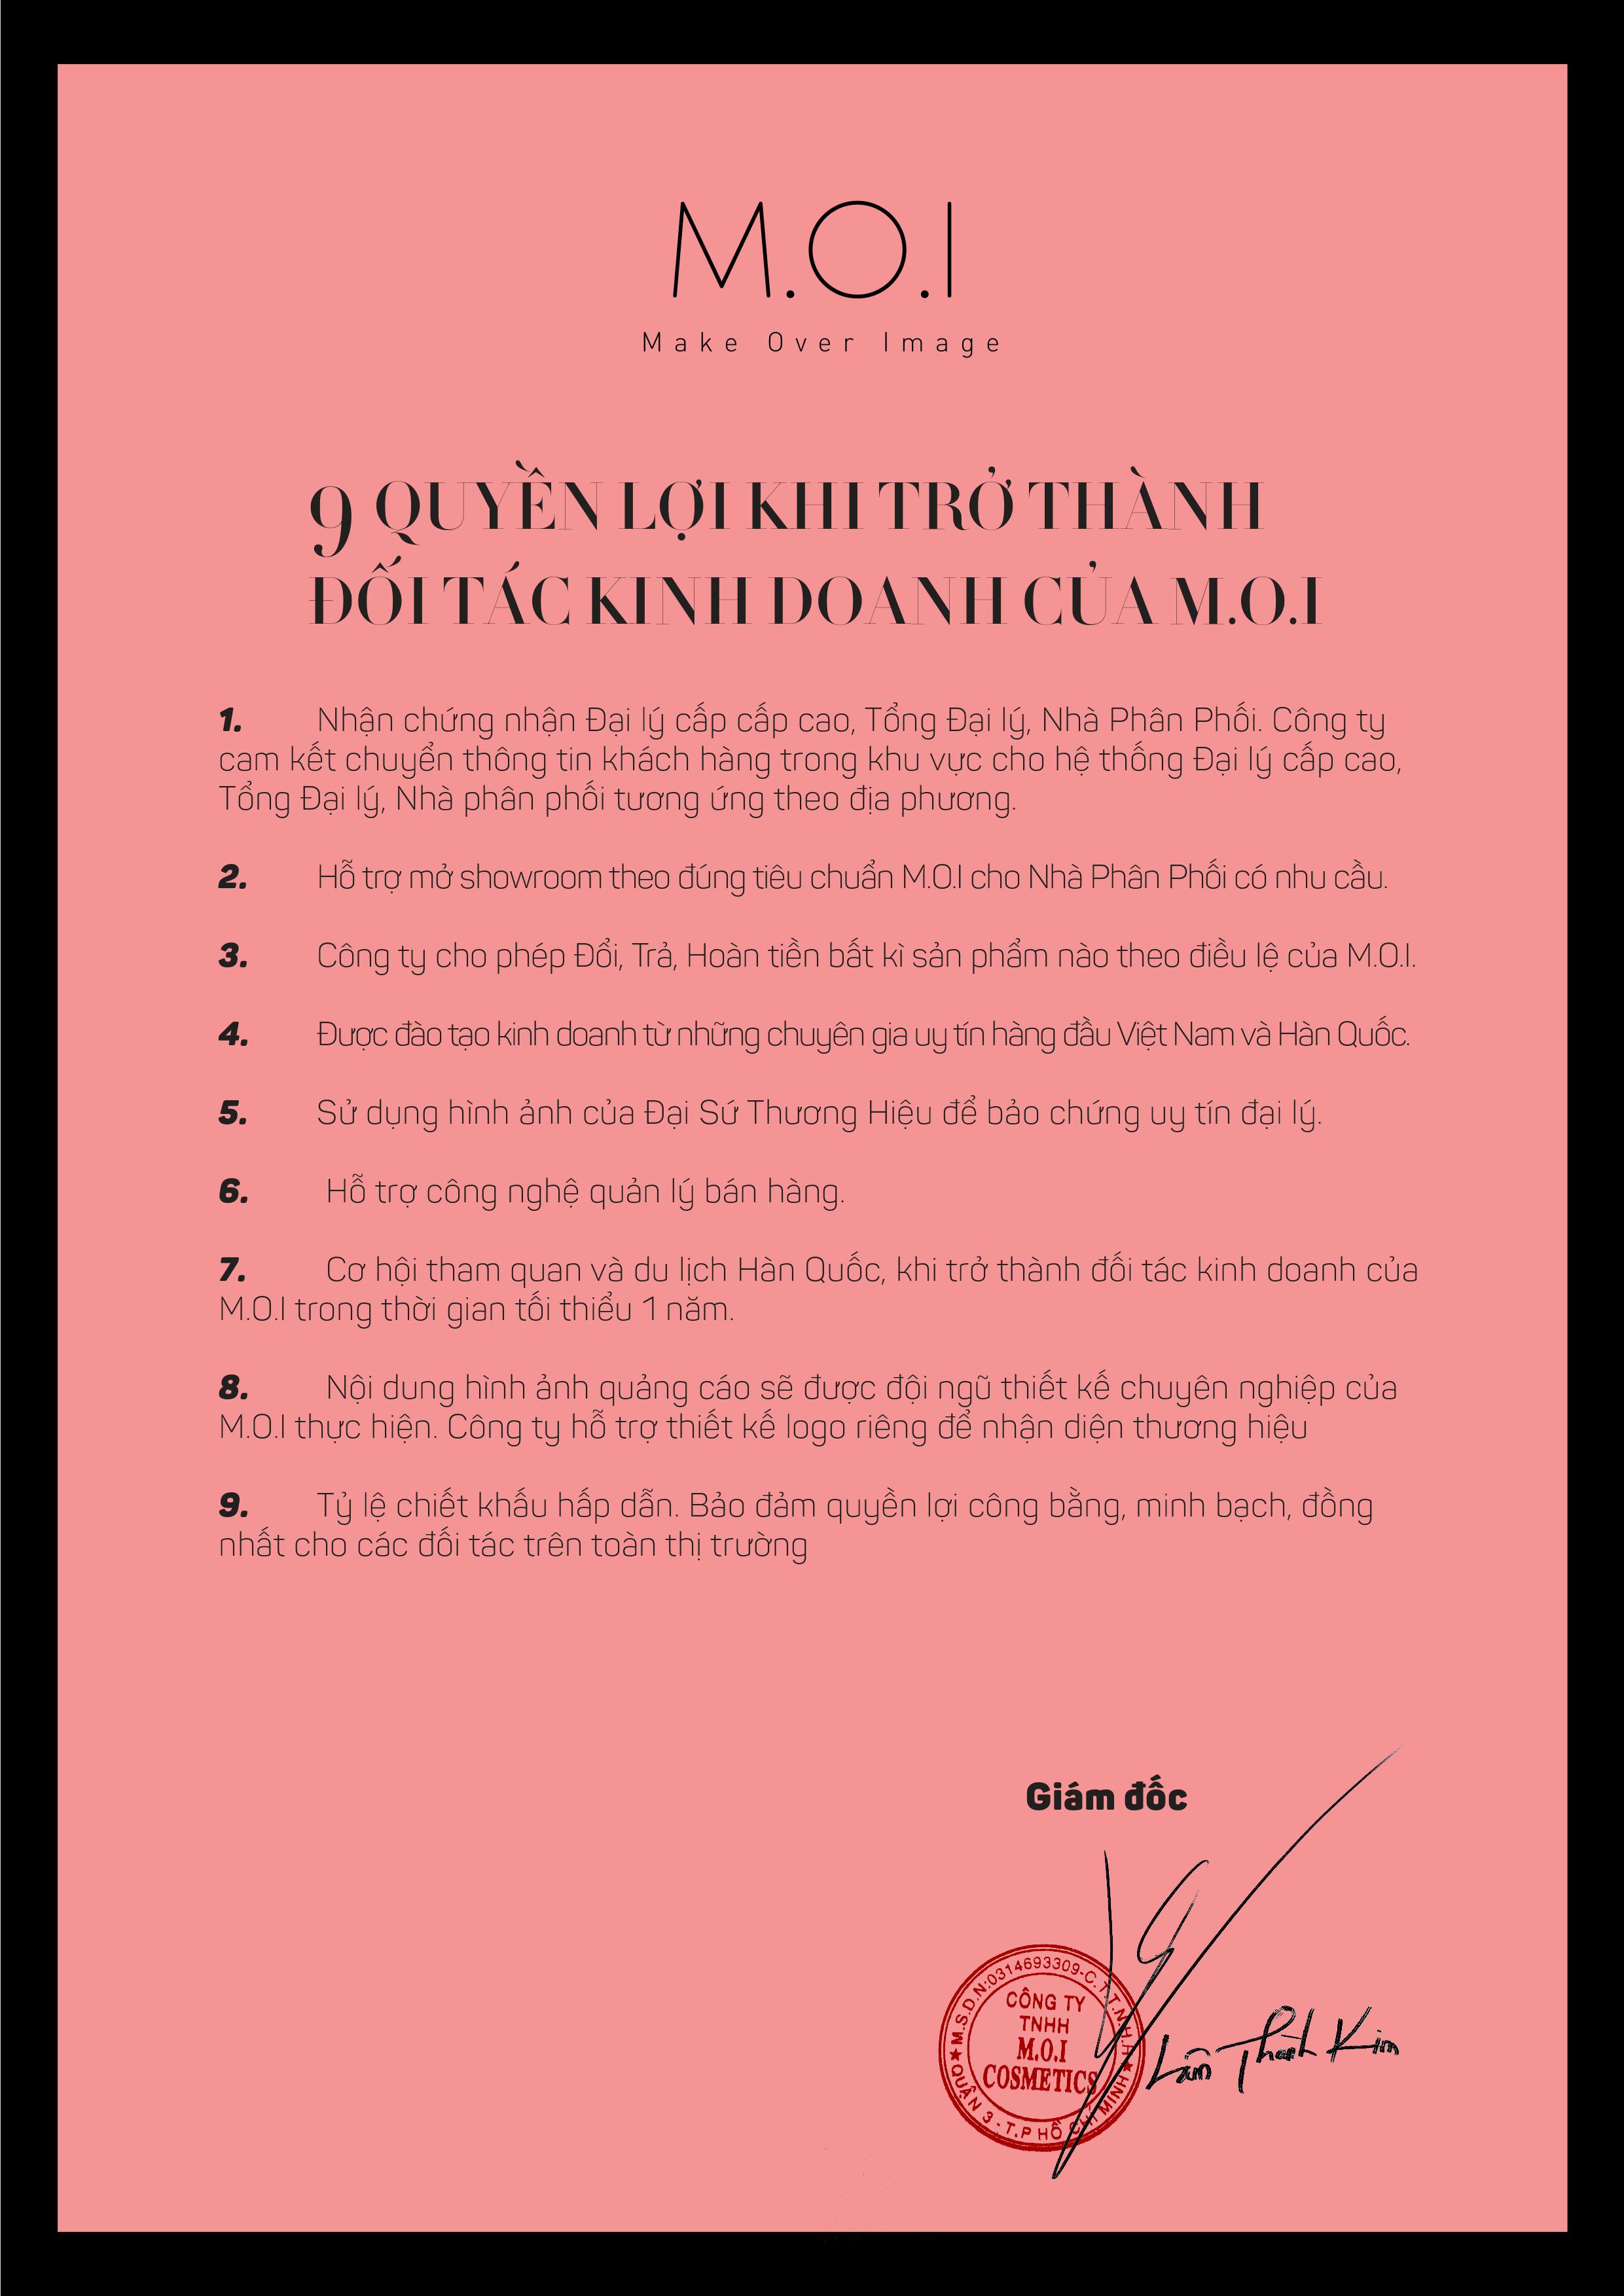 M.O.I
Make Over Image
9 QUYỀN LỢI KHI TRỞ THÀNH
ĐỐI TÁC KINH DOANH CỦA M.O.I
1. Nhận chứng nhận Đại lý cấp cấp cao, Tổng Đại lý, Nhà Phân Phối. Công ty
cam kết chuyển thông tin khách hàng trong khu vực cho hệ thống Đại lý cấp cao,
Tổng Đại lý, Nhà phân phối tương ứng theo địa phương.
2. Hỗ trợ mở showroom theo đúng tiêu chuẩn M.O.I cho Nhà Phân Phối có nhu cầu.
3. Công ty cho phép Đổi, Trả, Hoàn tiền bất kì sản phẩm nào theo điều lệ của M.O.I.
4. Được đào tạo kinh doanh từ những chuyên gia uy tín hàng đầu Việt Nam và Hàn Quốc.
5. Sử dụng hình ảnh của Đại Sứ Thương Hiệu để bảo chứng uy tín đại lý.
6. Hỗ trợ công nghệ quản lý bán hàng.
7. Cơ hội tham quan và du lịch Hàn Quốc, khi trở thành đối tác kinh doanh của
M.O.I trong thời gian tối thiểu 1 năm.
8. Nội dung hình ảnh quảng cáo sẽ được đội ngũ thiết kế chuyên nghiệp của
M.O.I thực hiện. Công ty hỗ trợ thiết kế logo riêng để nhận diện thương hiệu
9. Tỷ lệ chiết khấu hấp dẫn. Bảo đảm quyền lợi công bằng, minh bạch, đồng
nhất cho các đối tác trên toàn thị trường
Giám đốc
M.S.D.N:0314693309-C.T.T.N.H.H
CÔNG TY
TNHH
M.O.I
COSMETICS
QUẬN 3 - T.P HỒ CHÍ MINH
Lân Thành Kim